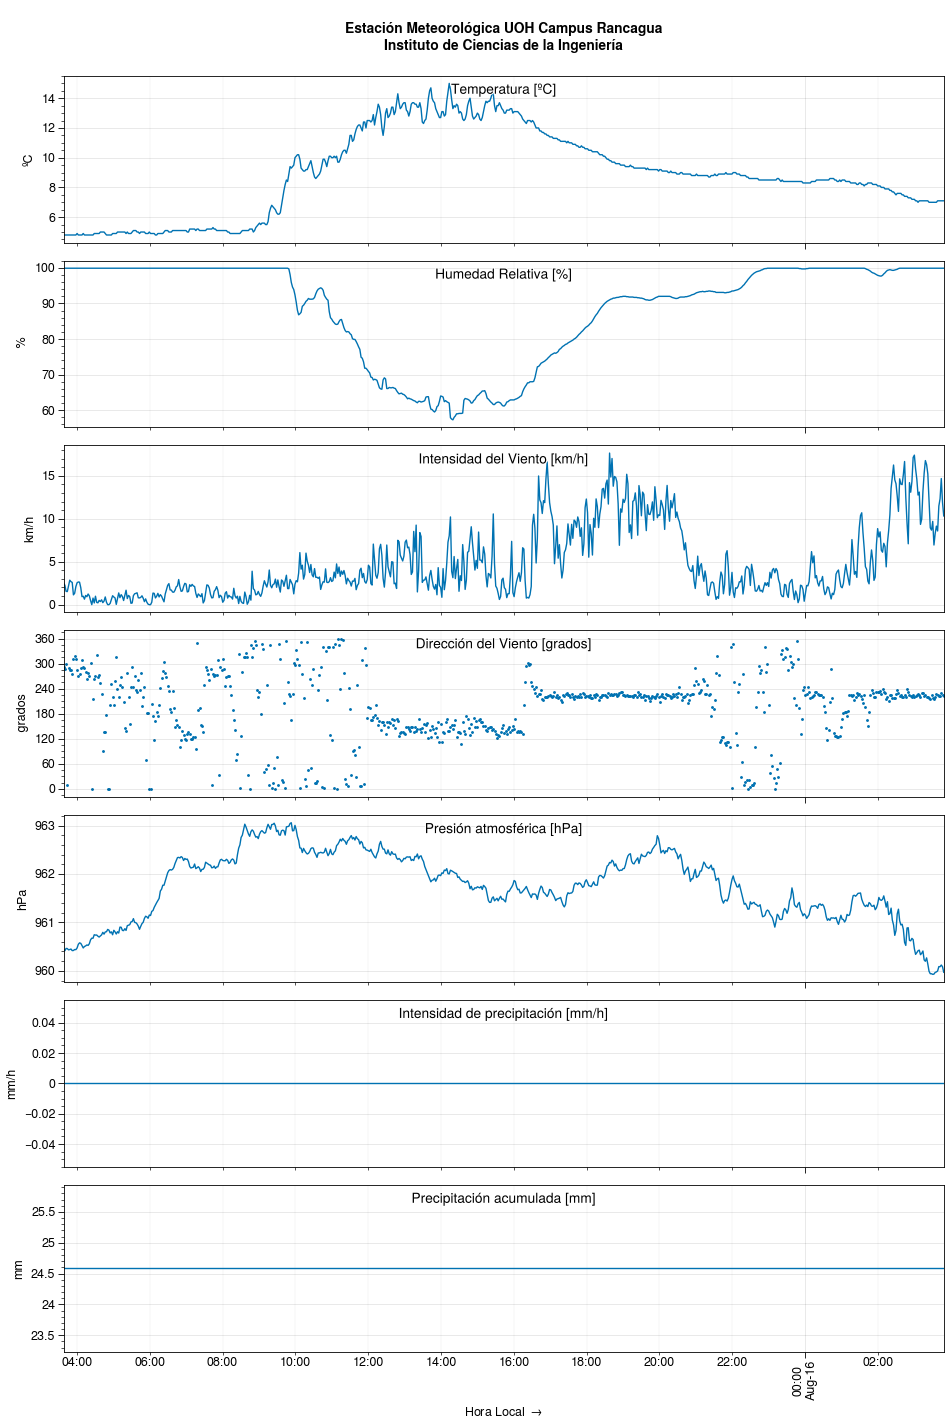 Estación Meteorológica UOH Campus Rancagua
Instituto de Ciencias de la Ingeniería
Temperatura [ºC]
ºC
14
12
10
8
6
Humedad Relativa [%]
%
100
90
80
70
60
Intensidad del Viento [km/h]
km/h
15
10
5
0
Dirección del Viento [grados]
grados
360
300
240
180
120
60
0
Presión atmosférica [hPa]
hPa
963
962
961
960
Intensidad de precipitación [mm/h]
mm/h
0.04
0.02
0
−0.02
−0.04
Precipitación acumulada [mm]
mm
25.5
25
24.5
24
23.5
04:00 06:00 08:00 10:00 12:00 14:00 16:00 18:00 20:00 22:00 00:00 02:00
Aug-16
Hora Local →